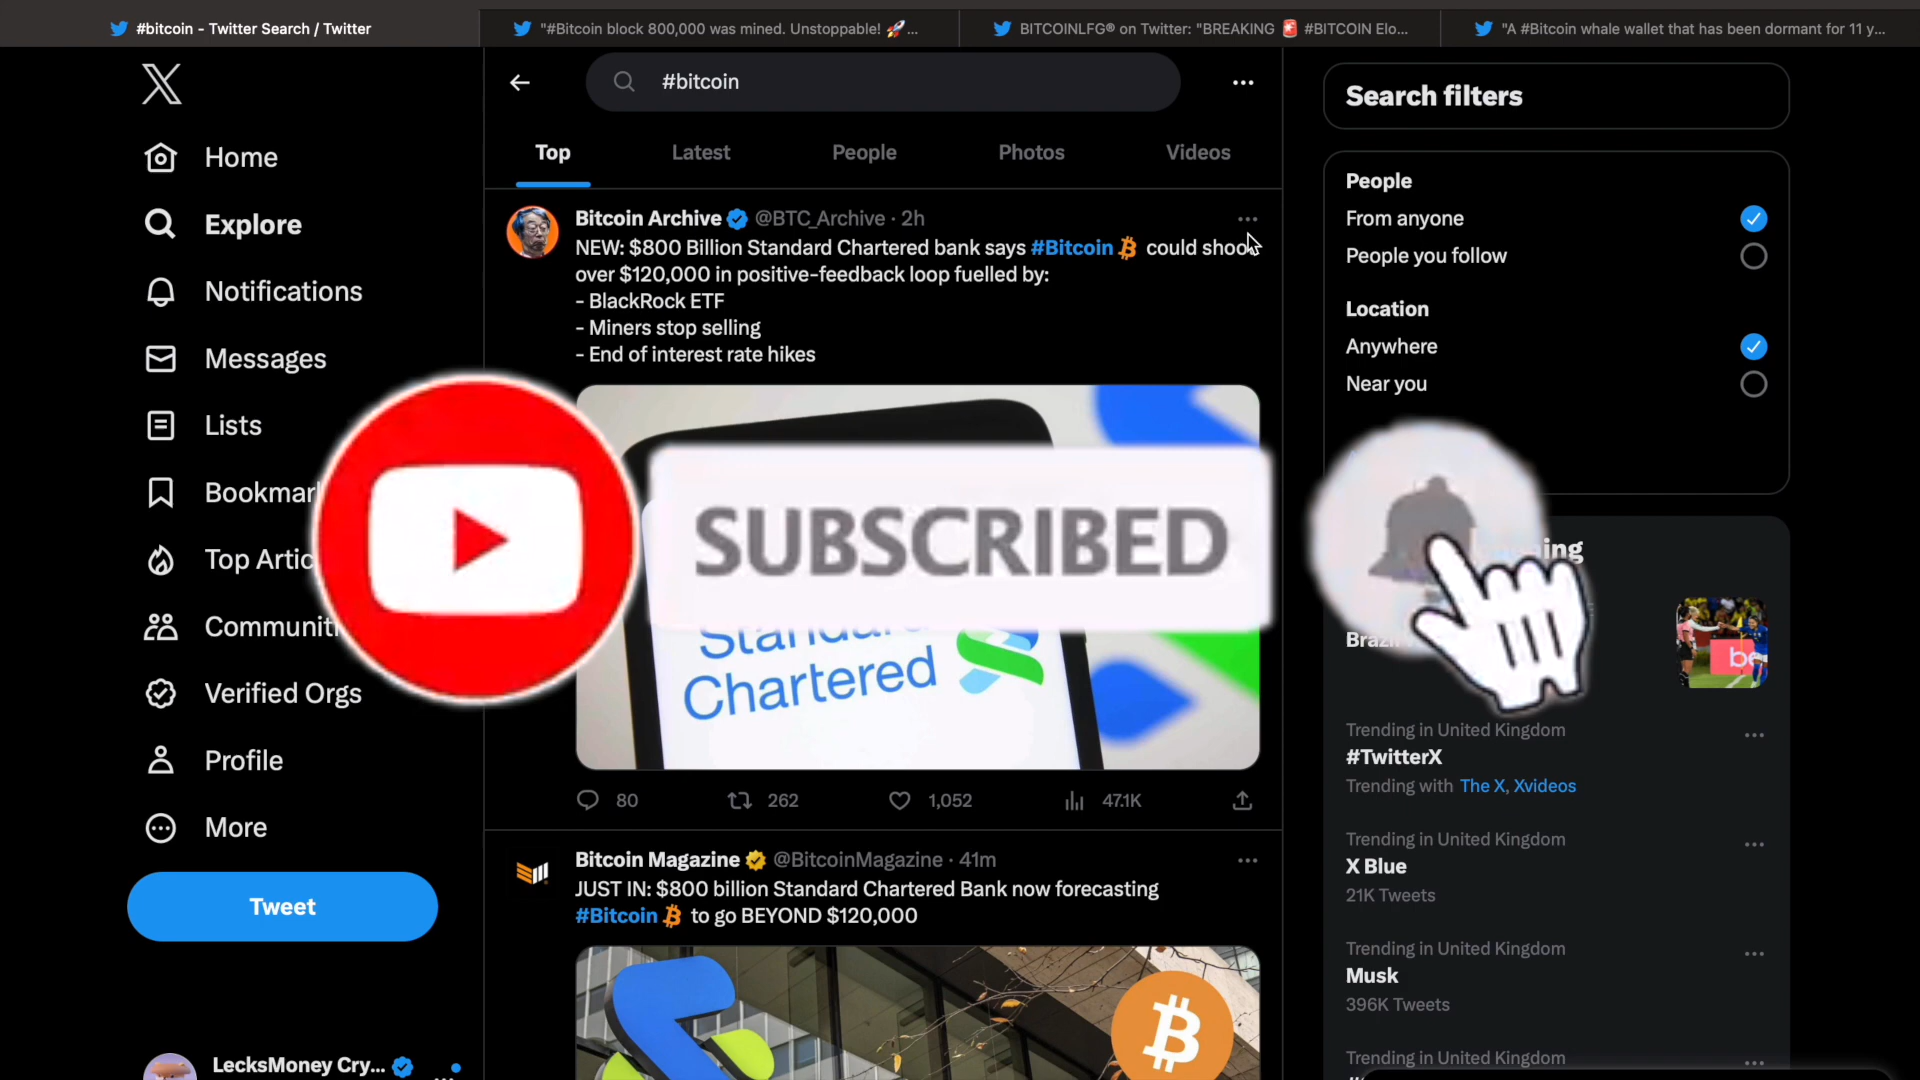 #bitcoin - Twitter Search / Twitter
"#Bitcoin block 800,000 was mined. Unstoppable! 🚀 ...
BITCOINLFG® on Twitter: "BREAKING 🚨 #BITCOIN Elo...
"A #Bitcoin whale wallet that has been dormant for 11 y...
X
Home
Explore
Notifications
Messages
Lists
Bookmar
Top Artic
Communit
Verified Orgs
Profile
More
Tweet
LecksMoney Cry...
#bitcoin
Top
Latest
People
Photos
Videos
Bitcoin Archive @BTC_Archive · 2h
NEW: $800 Billion Standard Chartered bank says #Bitcoin could shoot
over $120,000 in positive-feedback loop fuelled by:
- BlackRock ETF
- Miners stop selling
- End of interest rate hikes
SUBSCRIBED
Standard
Chartered
80
262
1,052
47.1K
Bitcoin Magazine @BitcoinMagazine · 41m
JUST IN: $800 billion Standard Chartered Bank now forecasting
#Bitcoin to go BEYOND $120,000
Search filters
People
From anyone
People you follow
Location
Anywhere
Near you
Trending in United Kingdom
#TwitterX
Trending with The X, Xvideos
Trending in United Kingdom
X Blue
21K Tweets
Trending in United Kingdom
Musk
396K Tweets
Trending in United Kingdom